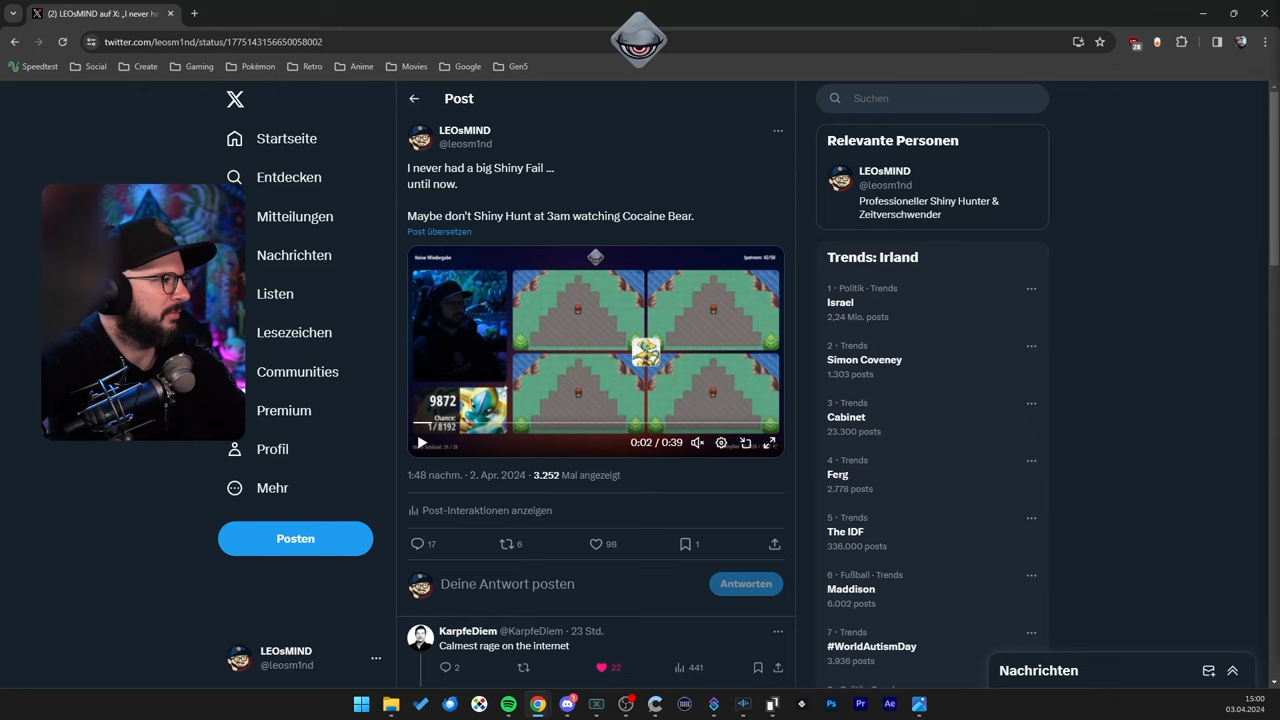 (2) LEOsMIND auf X: „I never ha
twitter.com/leosm1nd/status/1775143156650058002
28
Speedtest
Social
Create
Gaming
Pokémon
Retro
Anime
Movies
Google
Gen5
Startseite
Entdecken
Mitteilungen
Nachrichten
Listen
Lesezeichen
Communities
Premium
Profil
Mehr
Posten
LEOsMIND
@leosm1nd
Post
LEOsMIND
@leosm1nd
I never had a big Shiny Fail ...
until now.
Maybe don't Shiny Hunt at 3am watching Cocaine Bear.
Post übersetzen
Keine Wiedergabe
9872
Chance:
1/8192
0:02 / 0:39
1:48 nachm. · 2. Apr. 2024 · 3.252 Mal angezeigt
Post-Interaktionen anzeigen
17
6
98
1
Deine Antwort posten
Antworten
KarpfeDiem @KarpfeDiem · 23 Std.
Calmest rage on the internet
2
22
441
Suchen
Relevante Personen
LEOsMIND
@leosm1nd
Professioneller Shiny Hunter &
Zeitverschwender
Trends: Irland
1 · Politik · Trends
Israel
2,24 Mio. posts
2 · Trends
Simon Coveney
1.303 posts
3 · Trends
Cabinet
23.300 posts
4 · Trends
Ferg
2.778 posts
5 · Trends
The IDF
336.000 posts
6 · Fußball · Trends
Maddison
6.002 posts
7 · Trends
#WorldAutismDay
3.936 posts
Nachrichten
1
Ps
Pr
Ae
15:00
03.04.2024